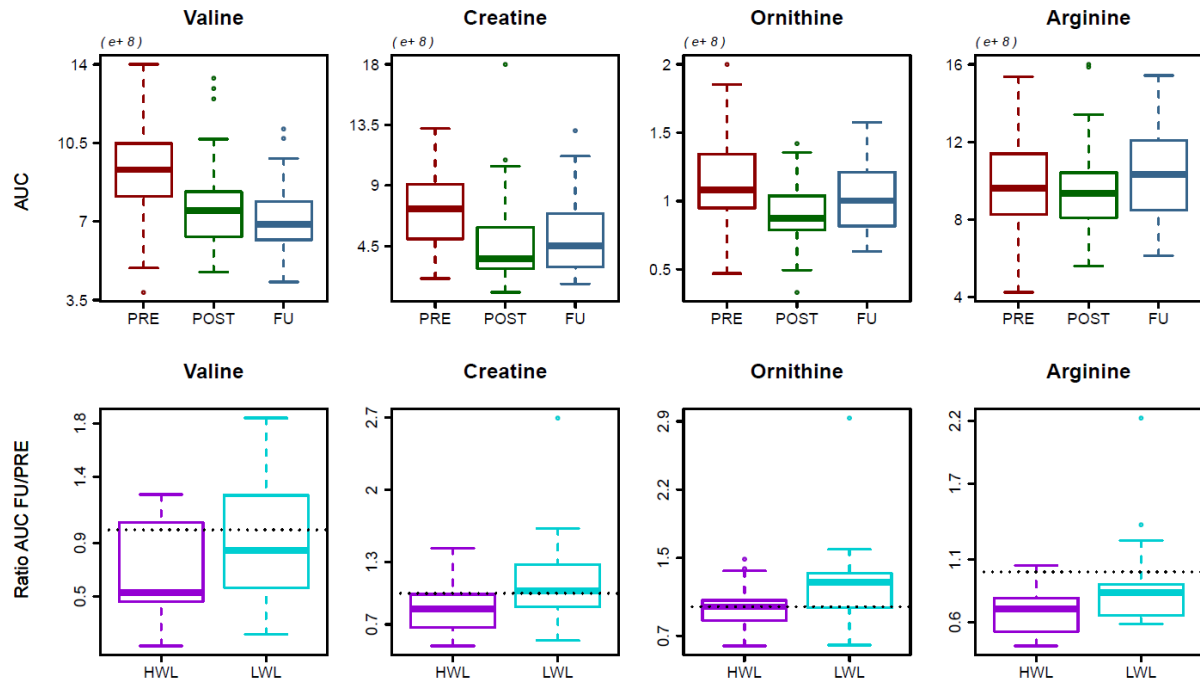 Valine
Creatine
Ornithine
Arginine
( e+ 8 )
( e+ 8 )
( e+ 8 )
( e+ 8 )
AUC
14
10.5
7
3.5
18
13.5
9
4.5
2
1.5
1
0.5
16
12
8
4
PRE POST FU
PRE POST FU
PRE POST FU
PRE POST FU
Valine
Creatine
Ornithine
Arginine
Ratio AUC FU/PRE
1.8
1.4
0.9
0.5
2.7
2
1.3
0.7
2.9
2.2
1.5
0.7
2.2
1.7
1.1
0.6
HWL LWL
HWL LWL
HWL LWL
HWL LWL